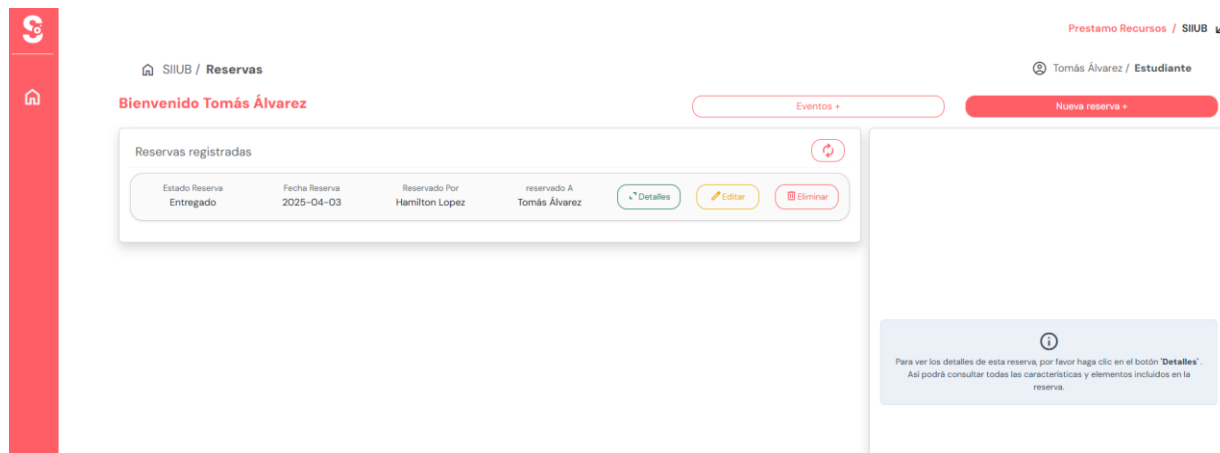 Prestamo Recursos / SIIUB
SIIUB / Reservas
Tomás Álvarez / Estudiante
Bienvenido Tomás Álvarez
Eventos +
Nueva reserva +
Reservas registradas
Estado Reserva Fecha Reserva Reservado Por reservado A
Entregado 2025-04-03 Hamilton Lopez Tomás Álvarez
Detalles Editar Eliminar
Para ver los detalles de esta reserva, por favor haga clic en el botón "Detalles" .
Así podrá consultar todas las características y elementos incluidos en la
reserva.